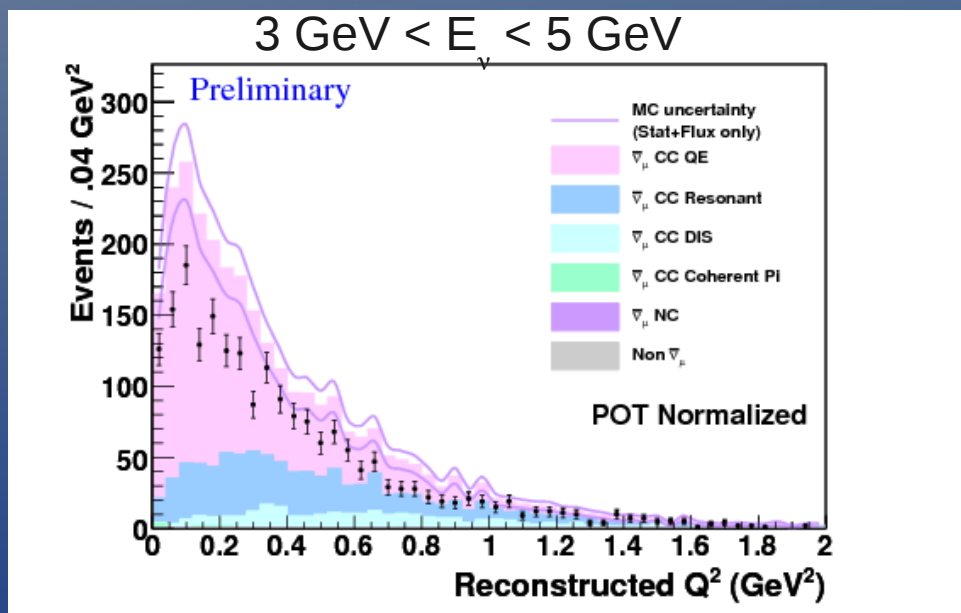 3 GeV < Eν < 5 GeV
Preliminary
Events / .04 GeV²
300
250
200
150
100
50
0
MC uncertainty
(Stat+Flux only)
ν̅μ CC QE
ν̅μ CC Resonant
ν̅μ CC DIS
ν̅μ CC Coherent Pi
ν̅μ NC
Non ν̅μ
POT Normalized
0 0.2 0.4 0.6 0.8 1 1.2 1.4 1.6 1.8 2
Reconstructed Q² (GeV²)